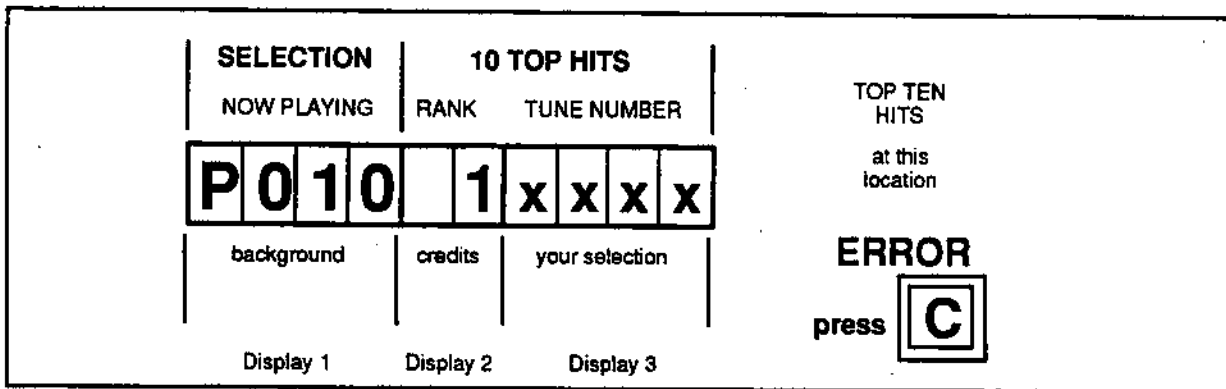 SELECTION 10 TOP HITS
NOW PLAYING RANK TUNE NUMBER
P010 1xxxx
background credits your selection
Display 1 Display 2 Display 3
TOP TEN
HITS
at this
location
ERROR
press C